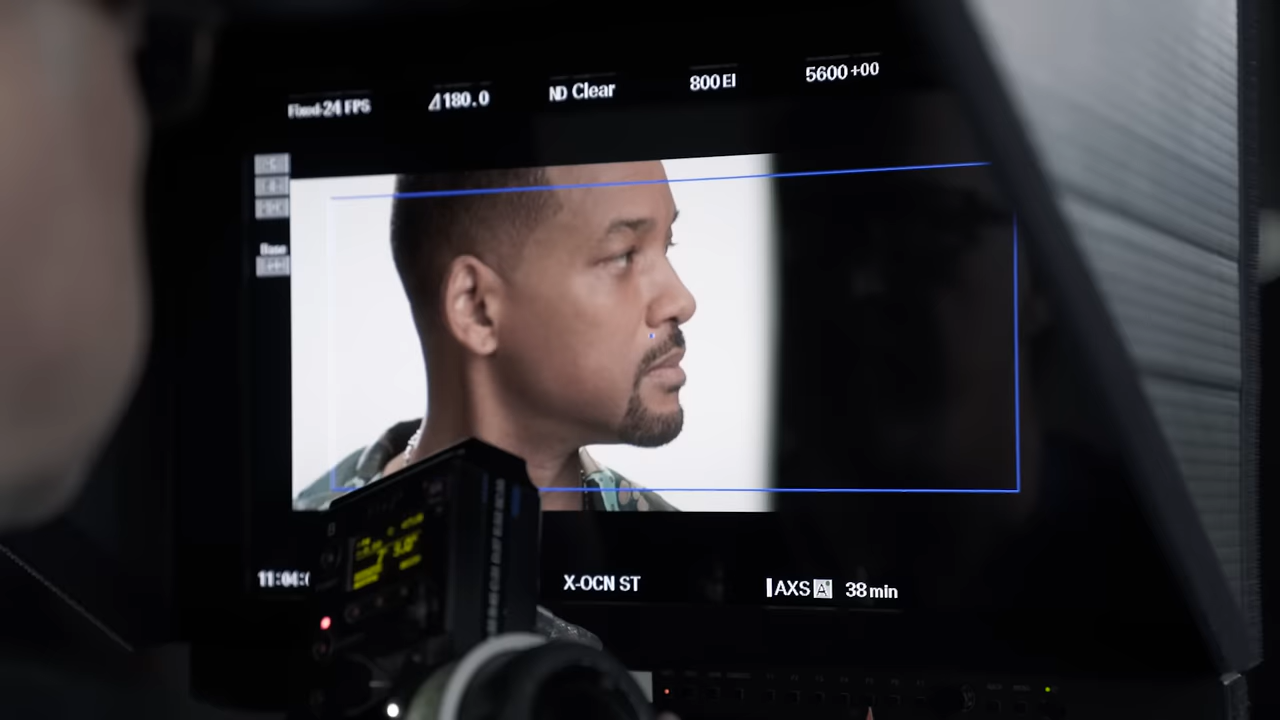 Fixed-24 FPS
⊿180.0
ND Clear
800 EI
5600+00
Base
X-OCN ST
AXS A
38 min